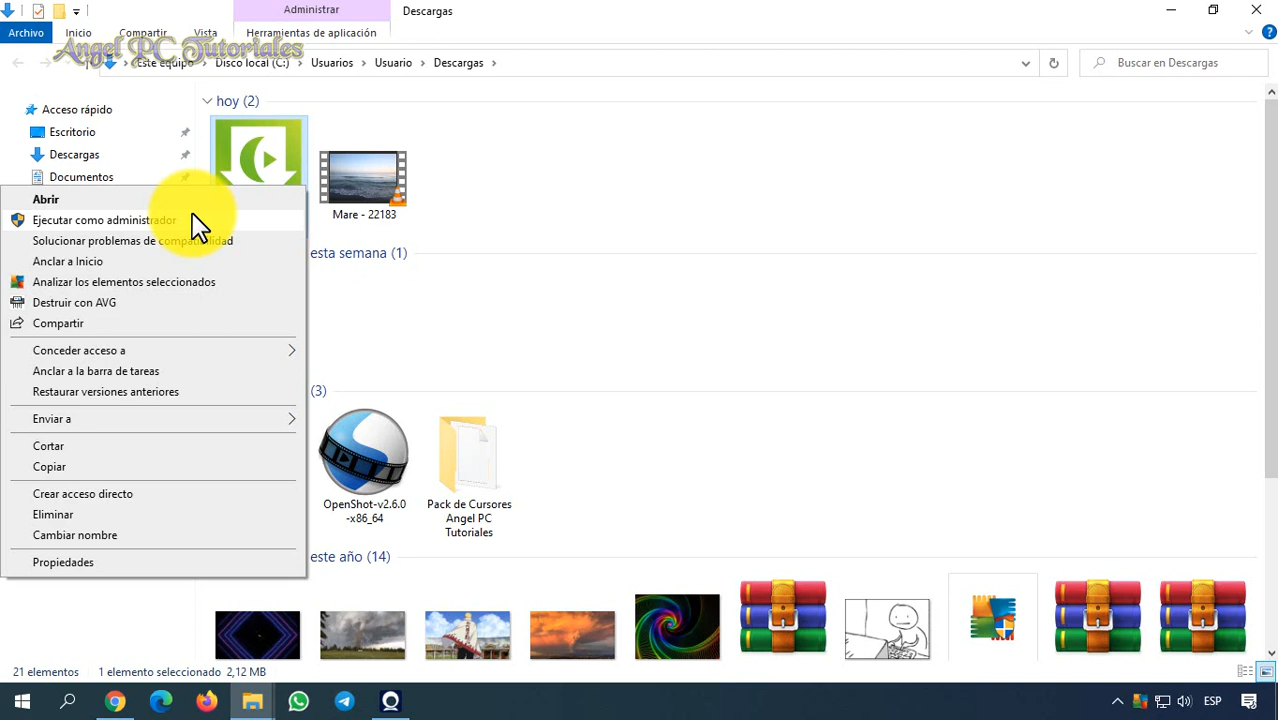 Administrar
Descargas
Archivo
Inicio
Compartir
Vista
Herramientas de aplicación
Angel PC Tutoriales
Este equipo
Disco local (C:)
Usuarios
Usuario
Descargas
Buscar en Descargas
Acceso rápido
Escritorio
Descargas
Documentos
hoy (2)
Mare - 22183
esta semana (1)
Abrir
Ejecutar como administrador
Solucionar problemas de compatibilidad
Anclar a Inicio
Analizar los elementos seleccionados
Destruir con AVG
Compartir
Conceder acceso a
Anclar a la barra de tareas
Restaurar versiones anteriores
Enviar a
Cortar
Copiar
Crear acceso directo
Eliminar
Cambiar nombre
Propiedades
(3)
OpenShot-v2.6.0
-x86_64
Pack de Cursores
Angel PC
Tutoriales
este año (14)
21 elementos
1 elemento seleccionado 2,12 MB
ESP